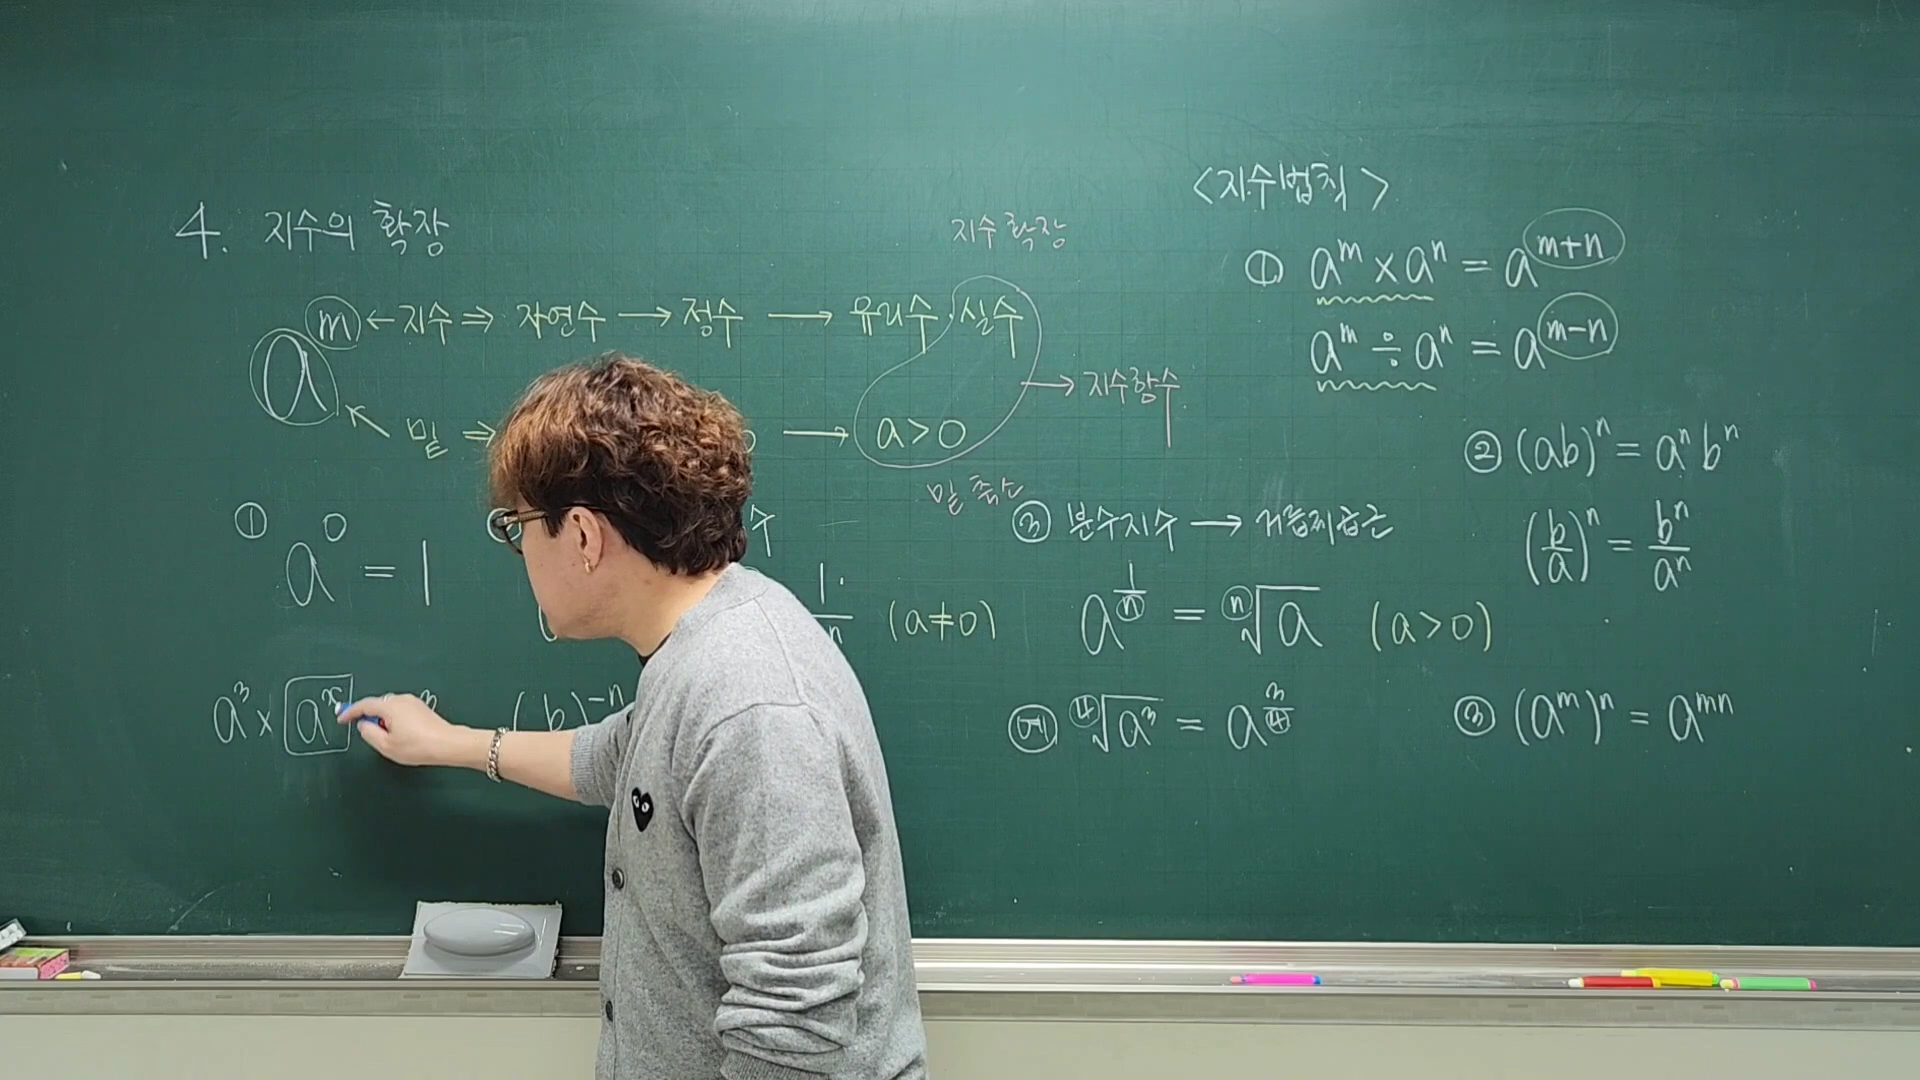 4. 지수의 확장
m ← 지수 ⇒ 자연수 → 정수 → 유리수, 실수
지수 확장
a
밑 ⇒ → a > 0
→ 지수함수
밑 축소
① a⁰ = 1
수
1/n (a≠0)
a³ × aˣ
(b)⁻ⁿ
③ 분수지수 → 거듭제곱근
a^(1/n) = ⁿ√a (a > 0)
예 ⁴√a³ = a^(3/4)
<지수법칙>
① aᵐ × aⁿ = aᵐ⁺ⁿ
aᵐ ÷ aⁿ = aᵐ⁻ⁿ
② (ab)ⁿ = aⁿbⁿ
(b/a)ⁿ = bⁿ/aⁿ
③ (aᵐ)ⁿ = aᵐⁿ